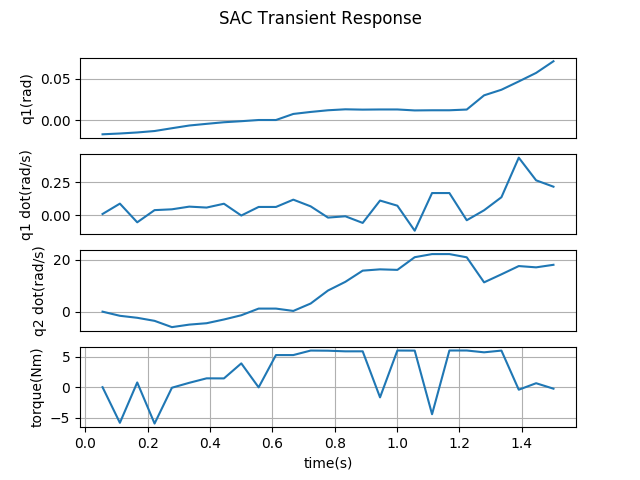 SAC Transient Response
q1(rad)
0.05
0.00
q1 dot(rad/s)
0.25
0.00
q2 dot(rad/s)
20
0
torque(Nm)
5
0
−5
0.0 0.2 0.4 0.6 0.8 1.0 1.2 1.4
time(s)